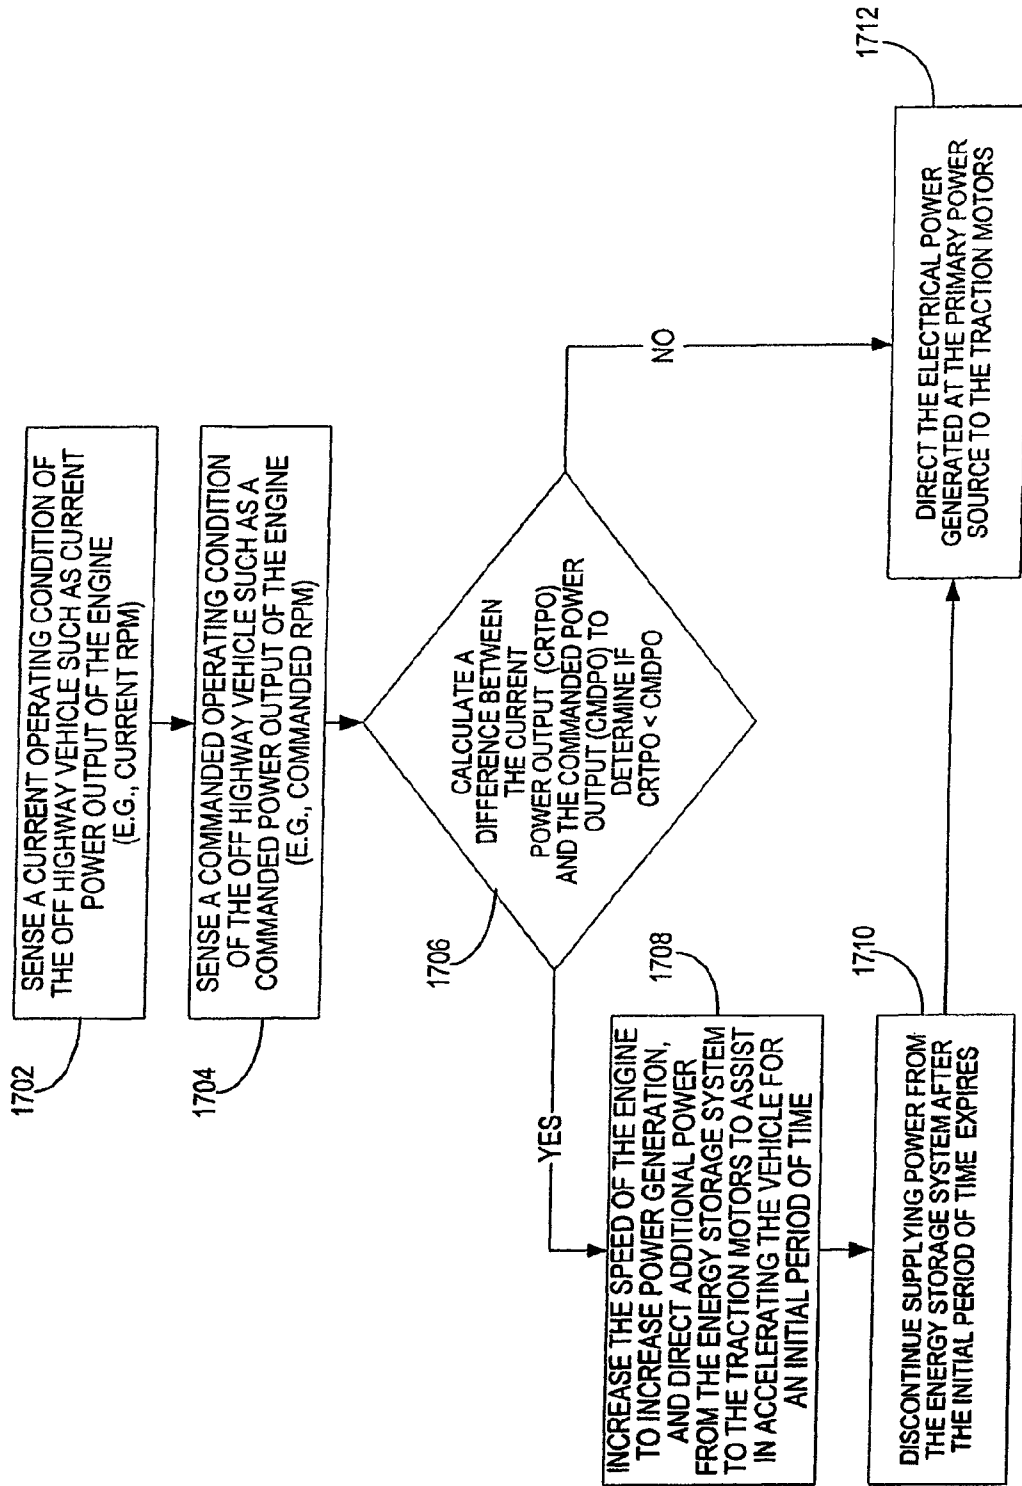 1702
SENSE A CURRENT OPERATING CONDITION OF
THE OFF HIGHWAY VEHICLE SUCH AS CURRENT
POWER OUTPUT OF THE ENGINE
(E.G., CURRENT RPM)
1704
SENSE A COMMANDED OPERATING CONDITION
OF THE OFF HIGHWAY VEHICLE SUCH AS A
COMMANDED POWER OUTPUT OF THE ENGINE
(E.G., COMMANDED RPM)
1706
CALCULATE A
DIFFERENCE BETWEEN
THE CURRENT
POWER OUTPUT (CRTPO)
AND THE COMMANDED POWER
OUTPUT (CMDPO) TO
DETERMINE IF
CRTPO < CMDPO
YES
NO
1708
INCREASE THE SPEED OF THE ENGINE
TO INCREASE POWER GENERATION,
AND DIRECT ADDITIONAL POWER
FROM THE ENERGY STORAGE SYSTEM
TO THE TRACTION MOTORS TO ASSIST
IN ACCELERATING THE VEHICLE FOR
AN INITIAL PERIOD OF TIME
1710
DISCONTINUE SUPPLYING POWER FROM
THE ENERGY STORAGE SYSTEM AFTER
THE INITIAL PERIOD OF TIME EXPIRES
1712
DIRECT THE ELECTRICAL POWER
GENERATED AT THE PRIMARY POWER
SOURCE TO THE TRACTION MOTORS